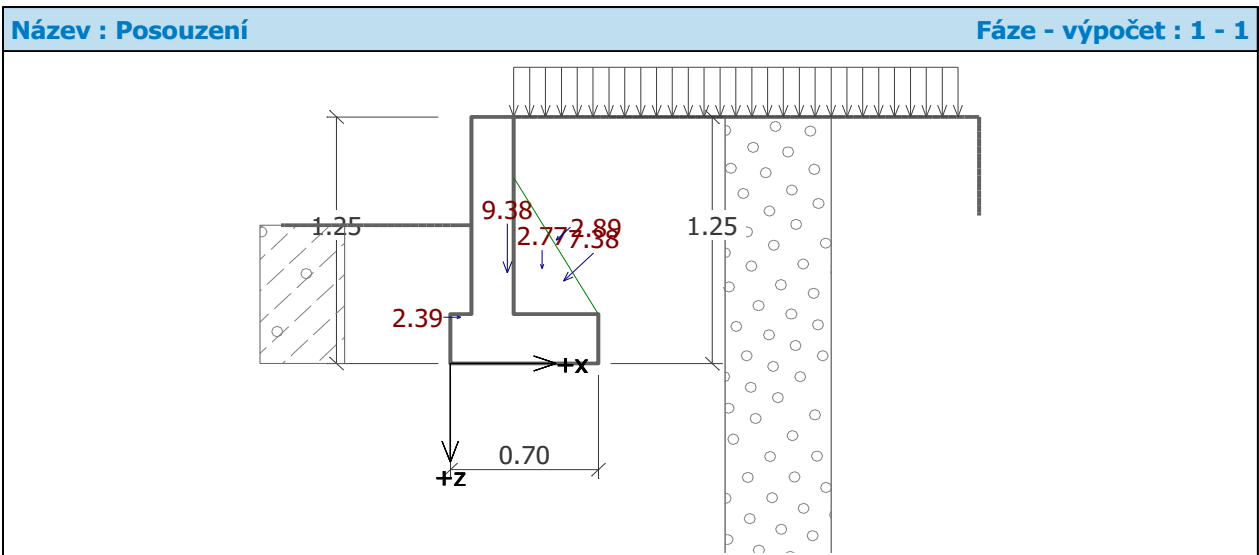 Název : Posouzení
Fáze - výpočet : 1 - 1
1.25
9.38
2.77
2.89
7.38
1.25
2.39
+x
0.70
+z